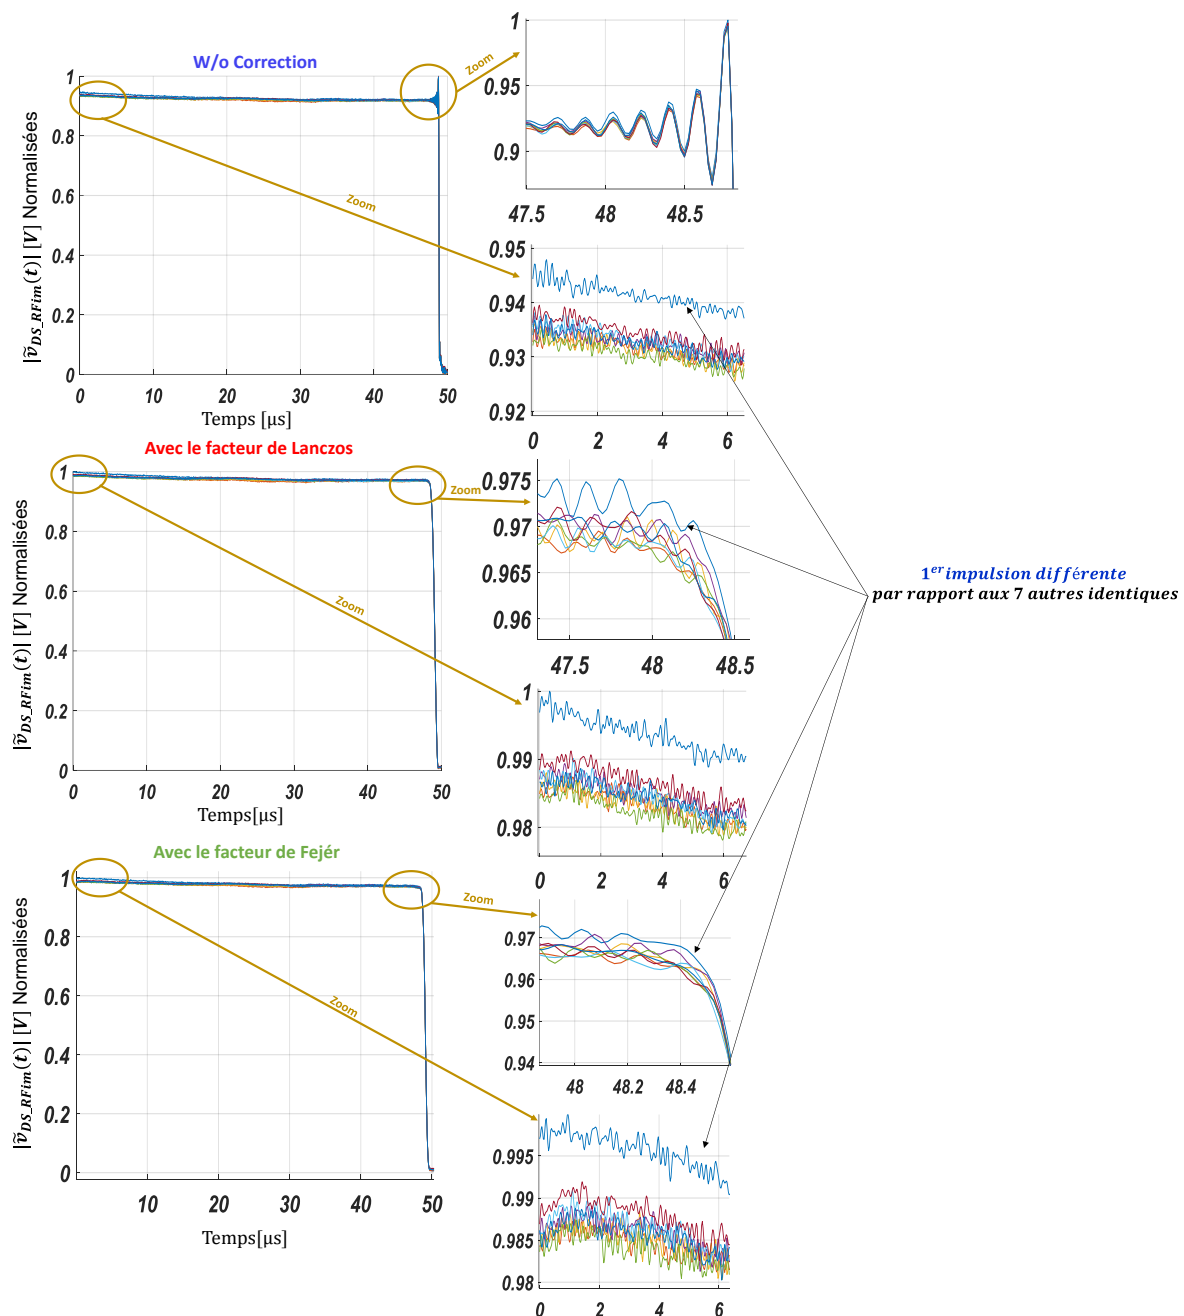 W/o Correction
|ṽDS_RFim(t)| [V] Normalisées
1
0.8
0.6
0.4
0.2
0
0 10 20 30 40 50
Temps [µs]
Zoom
Zoom
1
0.95
0.9
47.5 48 48.5
0.95
0.94
0.93
0.92
0 2 4 6
Avec le facteur de Lanczos
|ṽDS_RFim(t)| [V] Normalisées
1
0.8
0.6
0.4
0.2
0
0 10 20 30 40 50
Temps[µs]
Zoom
Zoom
0.975
0.97
0.965
0.96
47.5 48 48.5
1
0.99
0.98
0 2 4 6
1er impulsion différente
par rapport aux 7 autres identiques
Avec le facteur de Fejér
|ṽDS_RFim(t)| [V] Normalisées
1
0.8
0.6
0.4
0.2
0
10 20 30 40 50
Temps[µs]
Zoom
Zoom
0.97
0.96
0.95
0.94
48 48.2 48.4
0.995
0.99
0.985
0.98
0 2 4 6